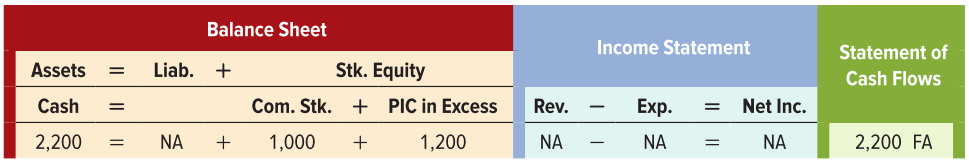 Balance Sheet
Income Statement
Statement of
Cash Flows
Assets = Liab. + Stk. Equity
Cash = Com. Stk. + PIC in Excess Rev. − Exp. = Net Inc.
2,200 = NA + 1,000 + 1,200 NA − NA = NA 2,200 FA